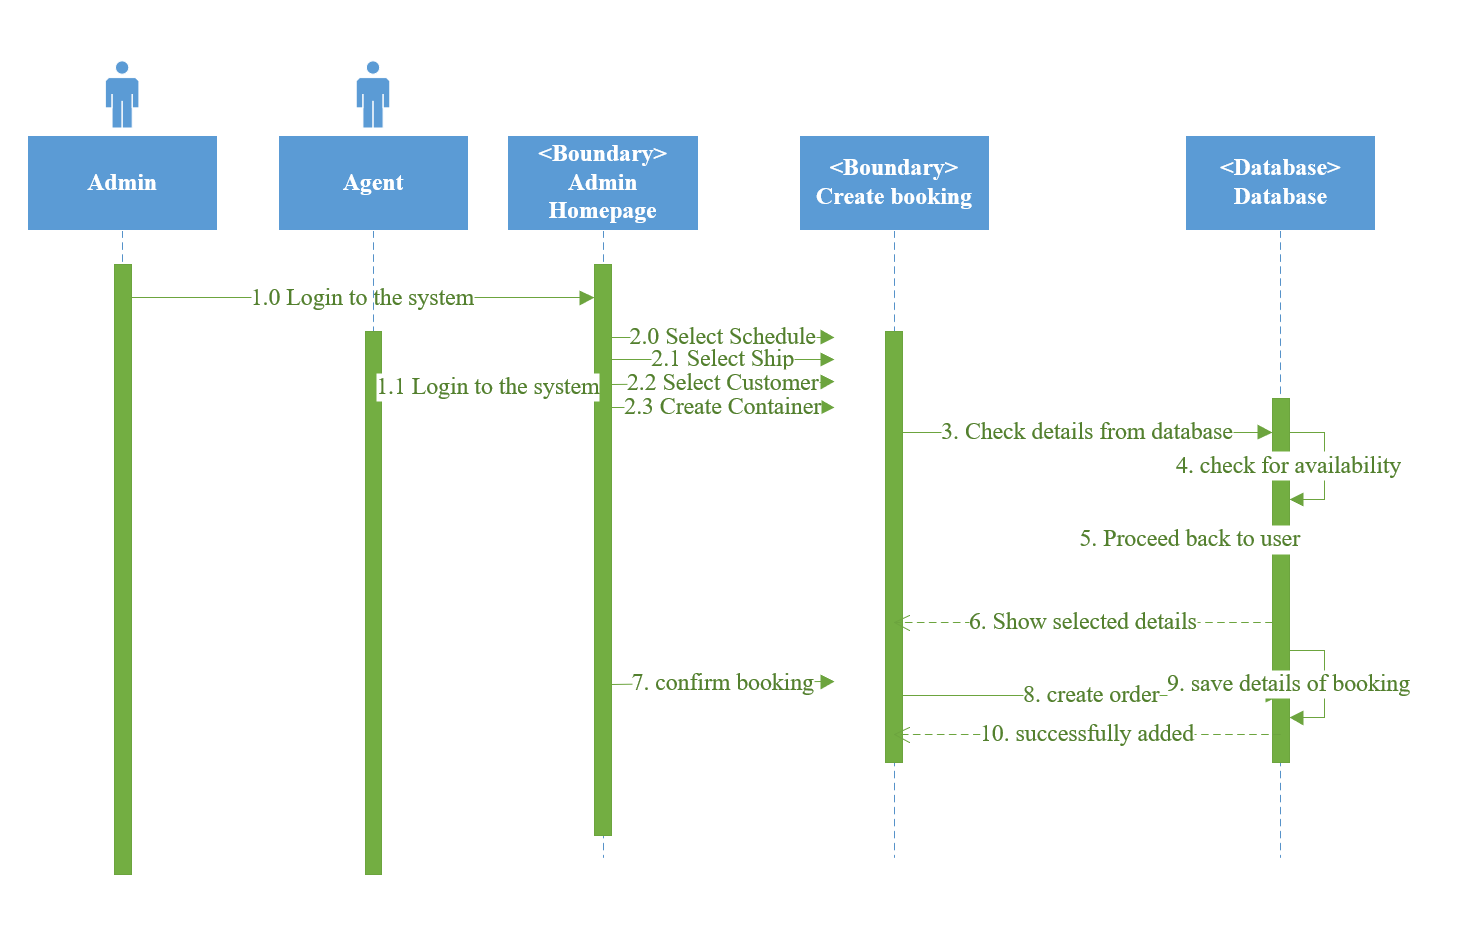 Admin
Agent
<Boundary>
Admin
Homepage
<Boundary>
Create booking
<Database>
Database
1.0 Login to the system
2.0 Select Schedule
2.1 Select Ship
1.1 Login to the system
2.2 Select Customer
2.3 Create Container
3. Check details from database
4. check for availability
5. Proceed back to user
6. Show selected details
7. confirm booking
8. create order
9. save details of booking
10. successfully added